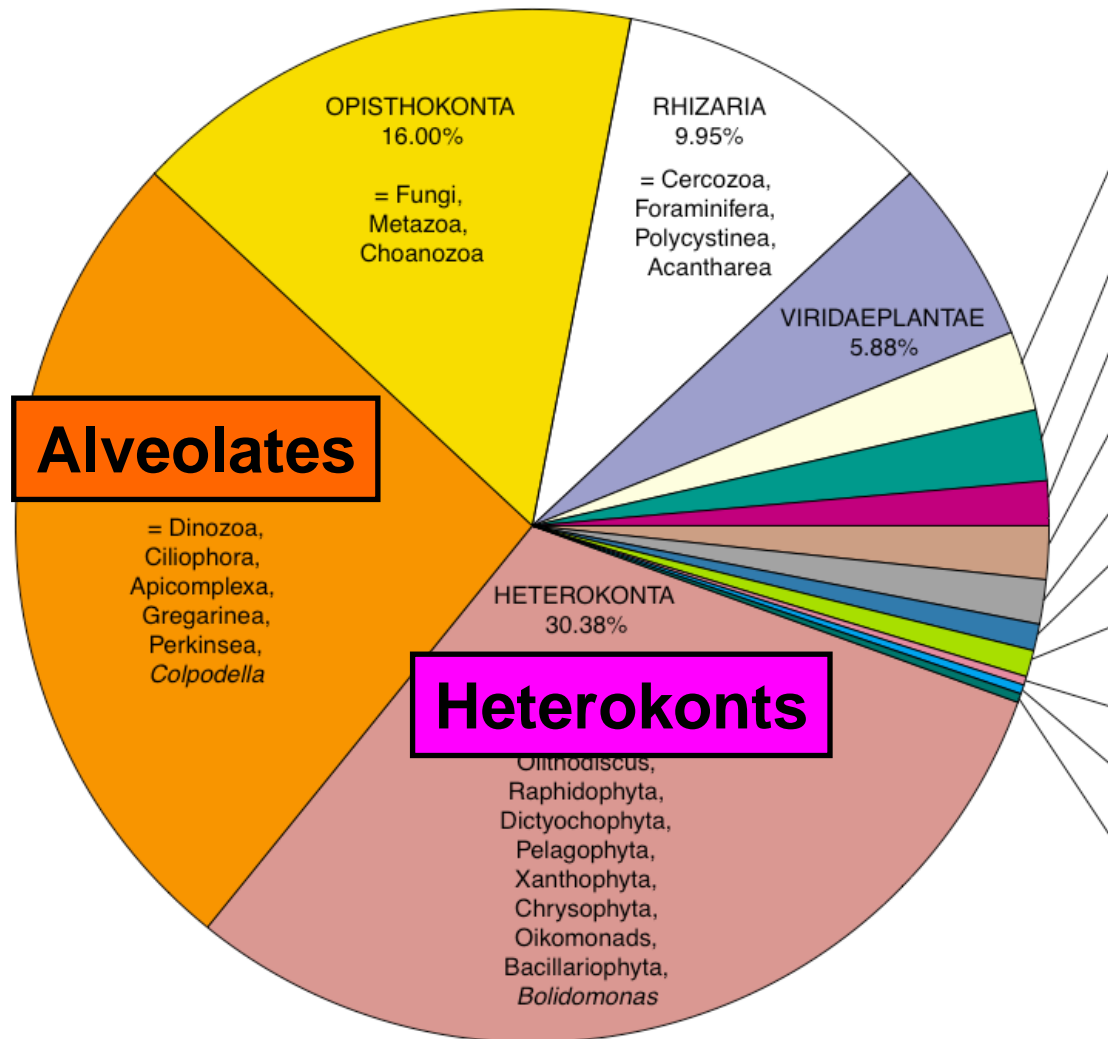 OPISTHOKONTA
16.00%
= Fungi,
Metazoa,
Choanozoa
RHIZARIA
9.95%
= Cercozoa,
Foraminifera,
Polycystinea,
Acantharea
VIRIDAEPLANTAE
5.88%
Alveolates
= Dinozoa,
Ciliophora,
Apicomplexa,
Gregarinea,
Perkinsea,
Colpodella
HETEROKONTA
30.38%
Heterokonts
Olithodiscus,
Raphidophyta,
Dictyochophyta,
Pelagophyta,
Xanthophyta,
Chrysophyta,
Oikomonads,
Bacillariophyta,
Bolidomonas